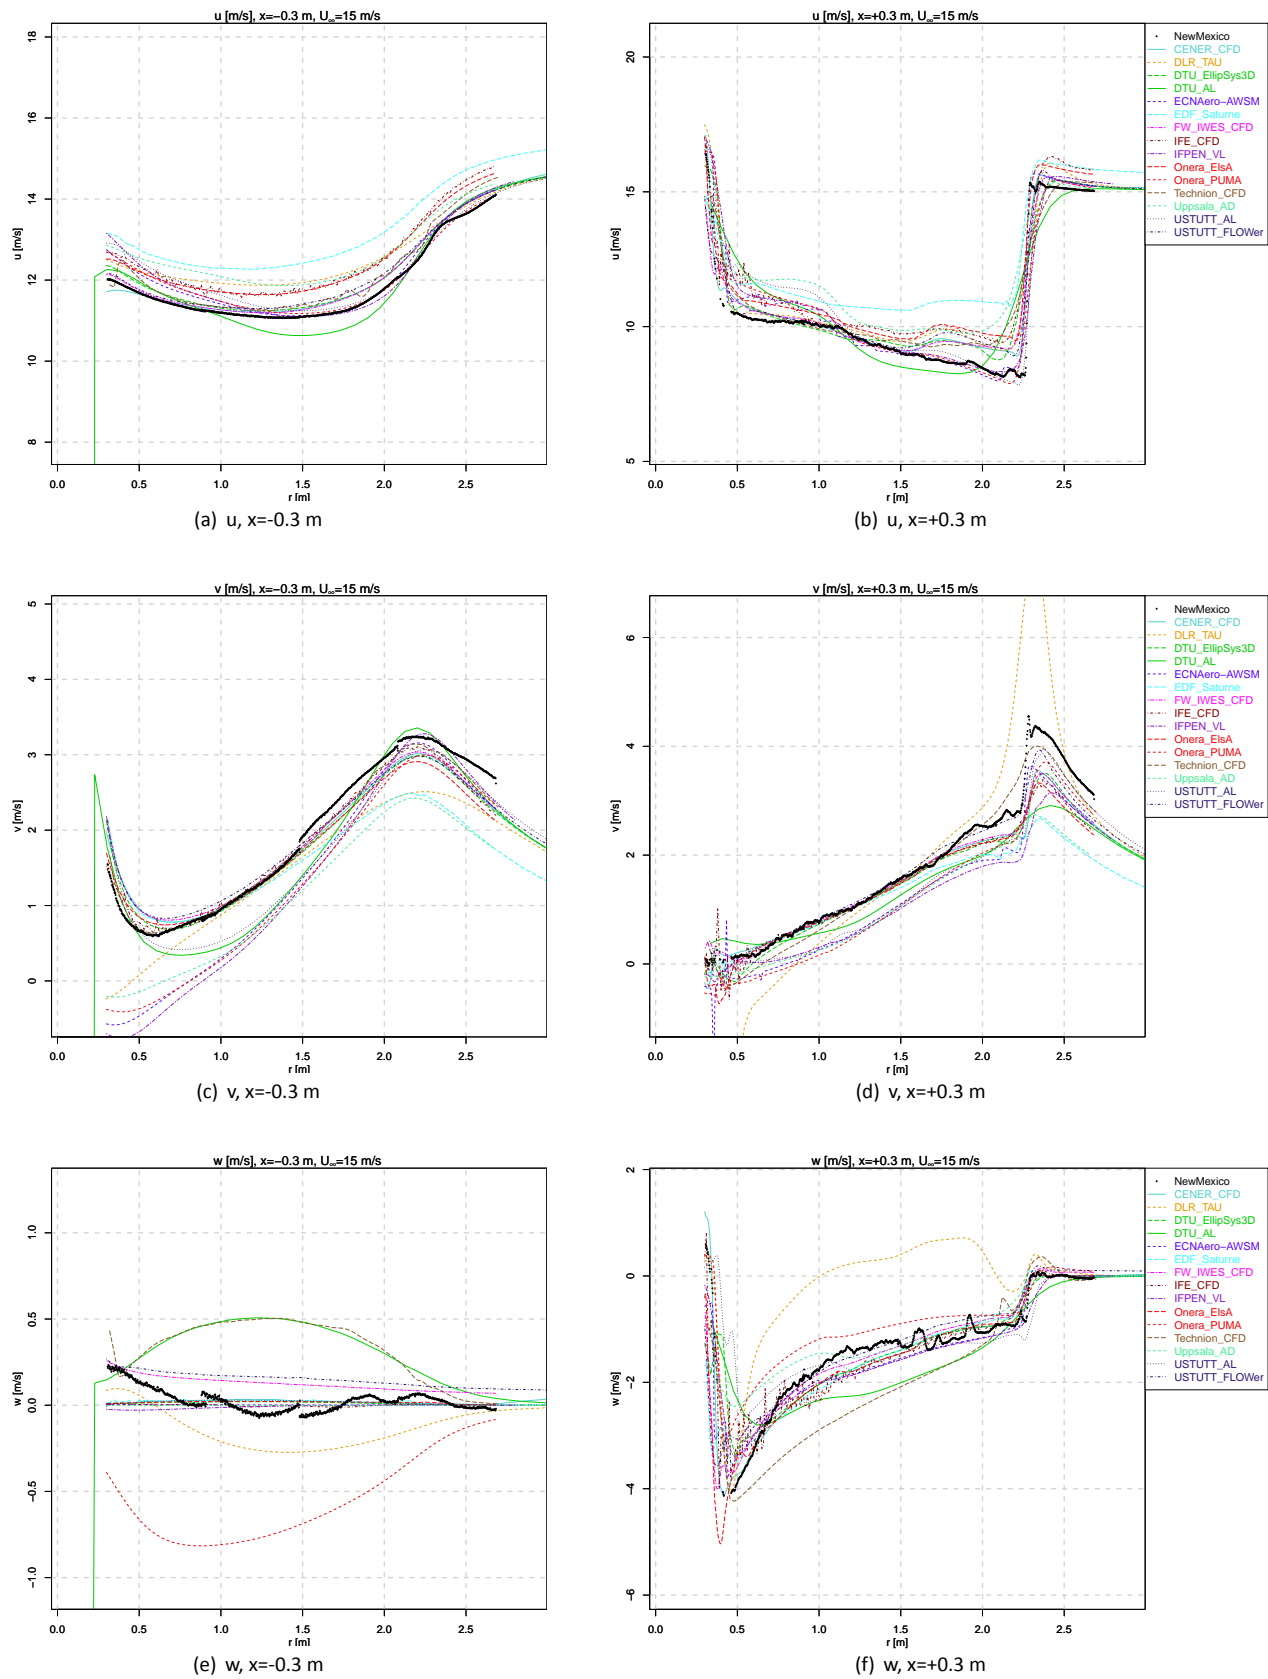 u [m/s], x=−0.3 m, U∞=15 m/s
18
16
14
12
10
8
u [m/s]
0.0 0.5 1.0 1.5 2.0 2.5
r [m]
(a) u, x=-0.3 m
u [m/s], x=+0.3 m, U∞=15 m/s
20
15
10
5
u [m/s]
0.0 0.5 1.0 1.5 2.0 2.5
r [m]
(b) u, x=+0.3 m
NewMexico
CENER_CFD
DLR_TAU
DTU_EllipSys3D
DTU_AL
ECNAero−AWSM
EDF_Saturne
FW_IWES_CFD
IFE_CFD
IFPEN_VL
Onera_ElsA
Onera_PUMA
Technion_CFD
Uppsala_AD
USTUTT_AL
USTUTT_FLOWer
v [m/s], x=−0.3 m, U∞=15 m/s
5
4
3
2
1
0
v [m/s]
0.0 0.5 1.0 1.5 2.0 2.5
r [m]
(c) v, x=-0.3 m
v [m/s], x=+0.3 m, U∞=15 m/s
6
4
2
0
v [m/s]
0.0 0.5 1.0 1.5 2.0 2.5
r [m]
(d) v, x=+0.3 m
NewMexico
CENER_CFD
DLR_TAU
DTU_EllipSys3D
DTU_AL
ECNAero−AWSM
EDF_Saturne
FW_IWES_CFD
IFE_CFD
IFPEN_VL
Onera_ElsA
Onera_PUMA
Technion_CFD
Uppsala_AD
USTUTT_AL
USTUTT_FLOWer
w [m/s], x=−0.3 m, U∞=15 m/s
1.0
0.5
0.0
−0.5
−1.0
w [m/s]
0.0 0.5 1.0 1.5 2.0 2.5
r [m]
(e) w, x=-0.3 m
w [m/s], x=+0.3 m, U∞=15 m/s
2
0
−2
−4
−6
w [m/s]
0.0 0.5 1.0 1.5 2.0 2.5
r [m]
(f) w, x=+0.3 m
NewMexico
CENER_CFD
DLR_TAU
DTU_EllipSys3D
DTU_AL
ECNAero−AWSM
EDF_Saturne
FW_IWES_CFD
IFE_CFD
IFPEN_VL
Onera_ElsA
Onera_PUMA
Technion_CFD
Uppsala_AD
USTUTT_AL
USTUTT_FLOWer